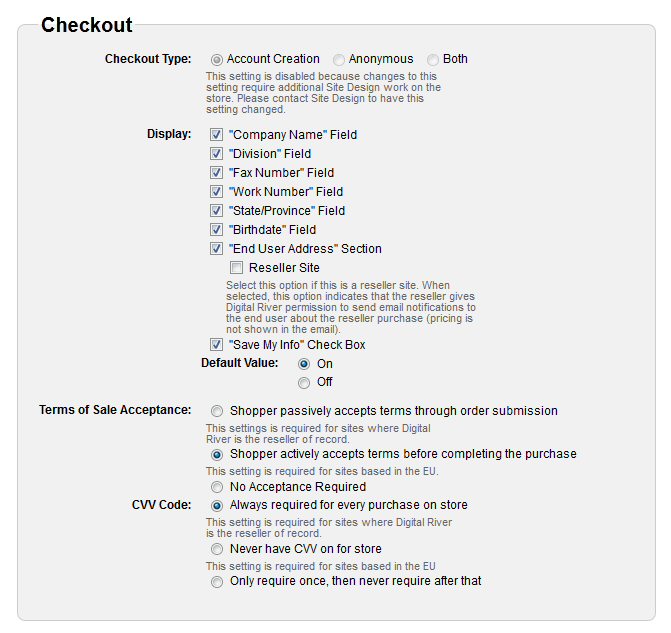 Checkout
Checkout Type: Account Creation Anonymous Both
This setting is disabled because changes to this
setting require additional Site Design work on the
store. Please contact Site Design to have this
setting changed.
Display: "Company Name" Field
"Division" Field
"Fax Number" Field
"Work Number" Field
"State/Province" Field
"Birthdate" Field
"End User Address" Section
Reseller Site
Select this option if this is a reseller site. When
selected, this option indicates that the reseller gives
Digital River permission to send email notifications to
the end user about the reseller purchase (pricing is
not shown in the email).
"Save My Info" Check Box
Default Value: On
Off
Terms of Sale Acceptance: Shopper passively accepts terms through order submission
This settings is required for sites where Digital
River is the reseller of record.
Shopper actively accepts terms before completing the purchase
This setting is required for sites based in the EU.
No Acceptance Required
CVV Code: Always required for every purchase on store
This setting is required for sites where Digital River
is the reseller of record.
Never have CVV on for store
This setting is required for sites based in the EU
Only require once, then never require after that